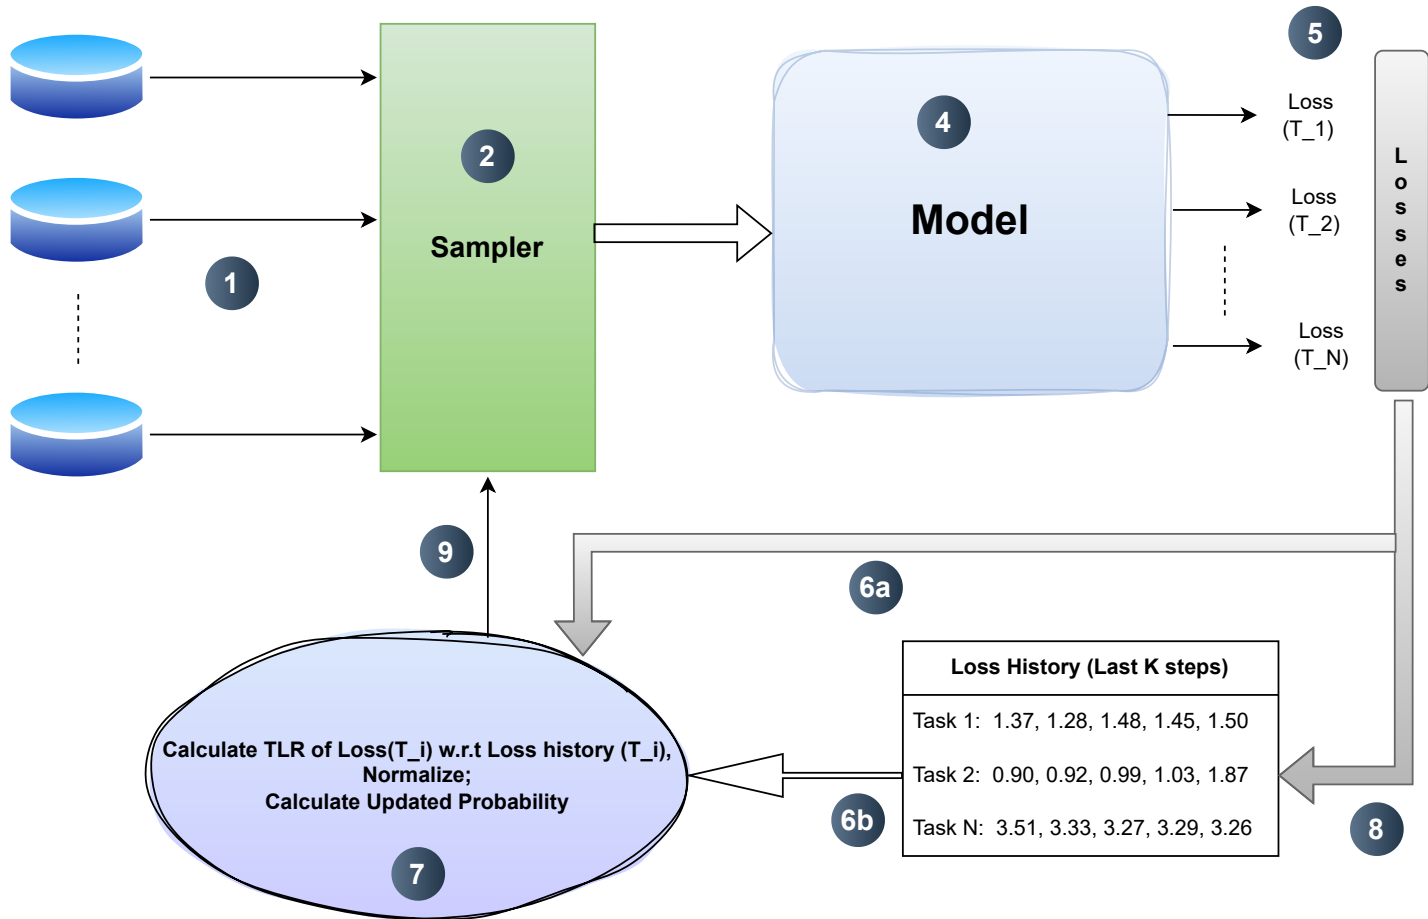 1
2
Sampler
4
Model
5
Loss
(T_1)
Loss
(T_2)
Loss
(T_N)
L
o
s
s
e
s
9
6a
Loss History (Last K steps)
Task 1:  1.37, 1.28, 1.48, 1.45, 1.50
Task 2:  0.90, 0.92, 0.99, 1.03, 1.87
Task N:  3.51, 3.33, 3.27, 3.29, 3.26
8
6b
Calculate TLR of Loss(T_i) w.r.t Loss history (T_i),
Normalize;
Calculate Updated Probability
7